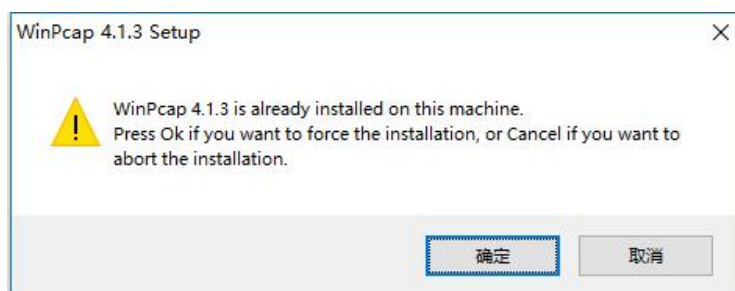 WinPcap 4.1.3 Setup
WinPcap 4.1.3 is already installed on this machine.
Press Ok if you want to force the installation, or Cancel if you want to
abort the installation.
确定
取消